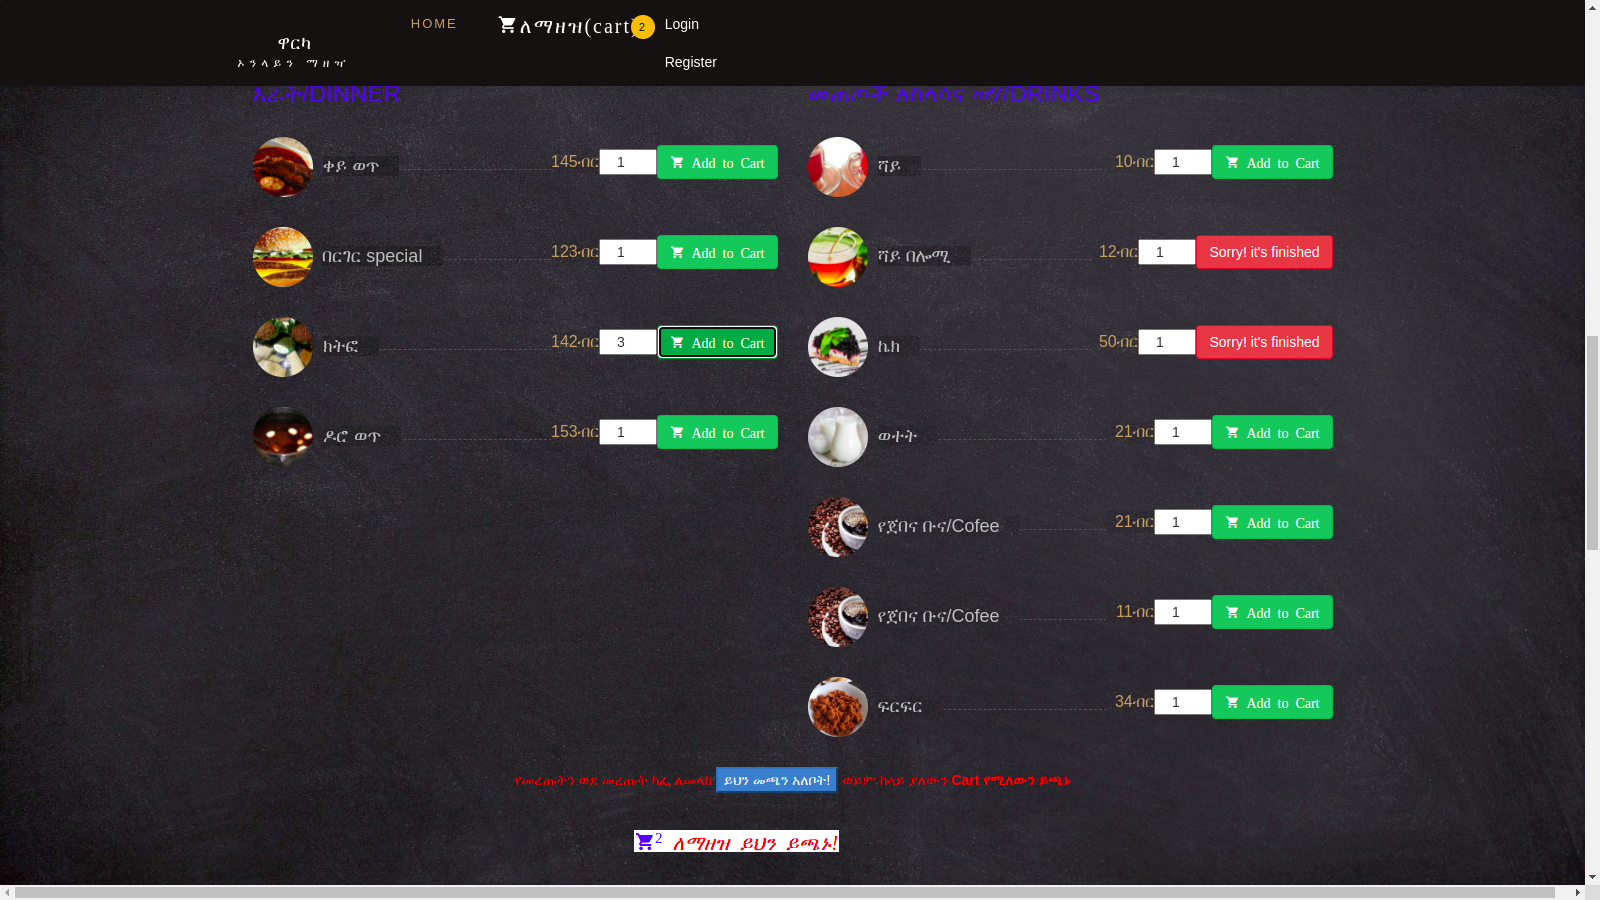 ዋርካ
ኦንላይን ማዘዣ
HOME
ለማዘዝ(cart)
2
Login
Register
እራት/DINNER
ቀይ ወጥ
145ብር
1
Add to Cart
በርገር special
123ብር
1
Add to Cart
ክትፎ
142ብር
3
Add to Cart
ዶሮ ወጥ
153ብር
1
Add to Cart
መጠጦች ለስላሳና ወሃ/DRINKS
ሻይ
10ብር
1
Add to Cart
ሻይ በሎሚ
12ብር
1
Sorry! it's finished
ኬክ
50ብር
1
Sorry! it's finished
ወተት
21ብር
1
Add to Cart
የጀበና ቡና/Cofee
21ብር
1
Add to Cart
የጀበና ቡና/Cofee
11ብር
1
Add to Cart
ፍርፍር
34ብር
1
Add to Cart
የመረጡትን ወደ መረጡት ካፌ ለመላክ ይህን መጫን አለቦት! ወይም ከላይ ያለውን Cart የሚለውን ይጫኑ
2 ለማዘዝ ይህን ይጫኑ!